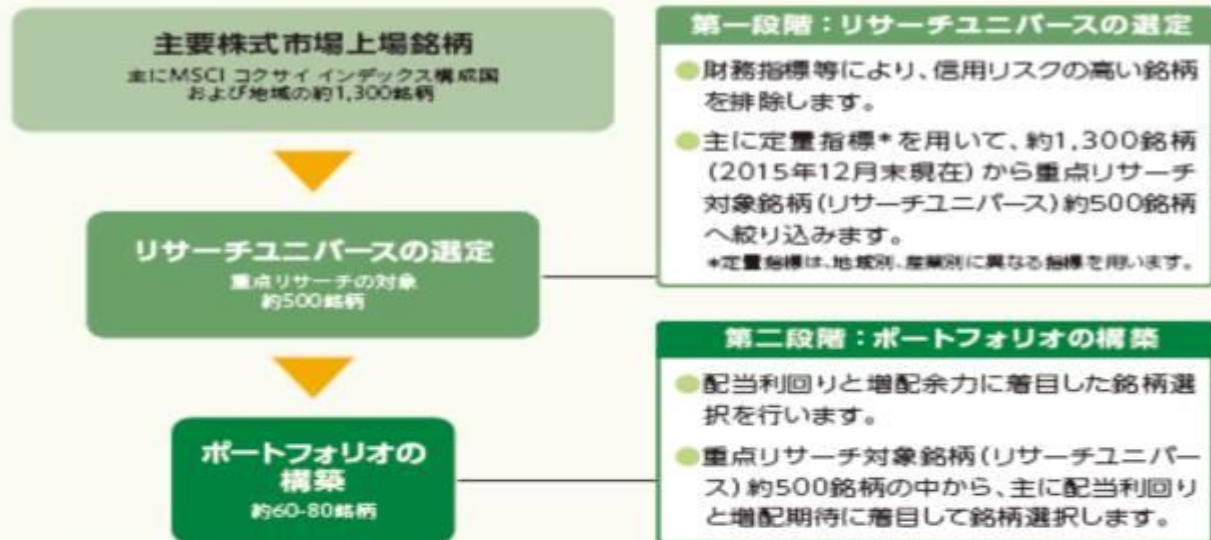 主要株式市場上場銘柄
主にMSCI コクサイ インデックス構成国
および地域の約1,300銘柄
リサーチユニバースの選定
重点リサーチの対象
約500銘柄
ポートフォリオの
構築
約60-80銘柄
第一段階：リサーチユニバースの選定
●財務指標等により、信用リスクの高い銘柄
を排除します。
●主に定量指標*を用いて、約1,300銘柄
(2015年12月末現在)から重点リサーチ
対象銘柄(リサーチユニバース)約500銘柄
へ絞り込みます。
*定量指標は、地域別、産業別に異なる指標を用います。
第二段階：ポートフォリオの構築
●配当利回りと増配余力に着目した銘柄選
択を行います。
●重点リサーチ対象銘柄(リサーチユニバー
ス)約500銘柄の中から、主に配当利回り
と増配期待に着目して銘柄選択します。